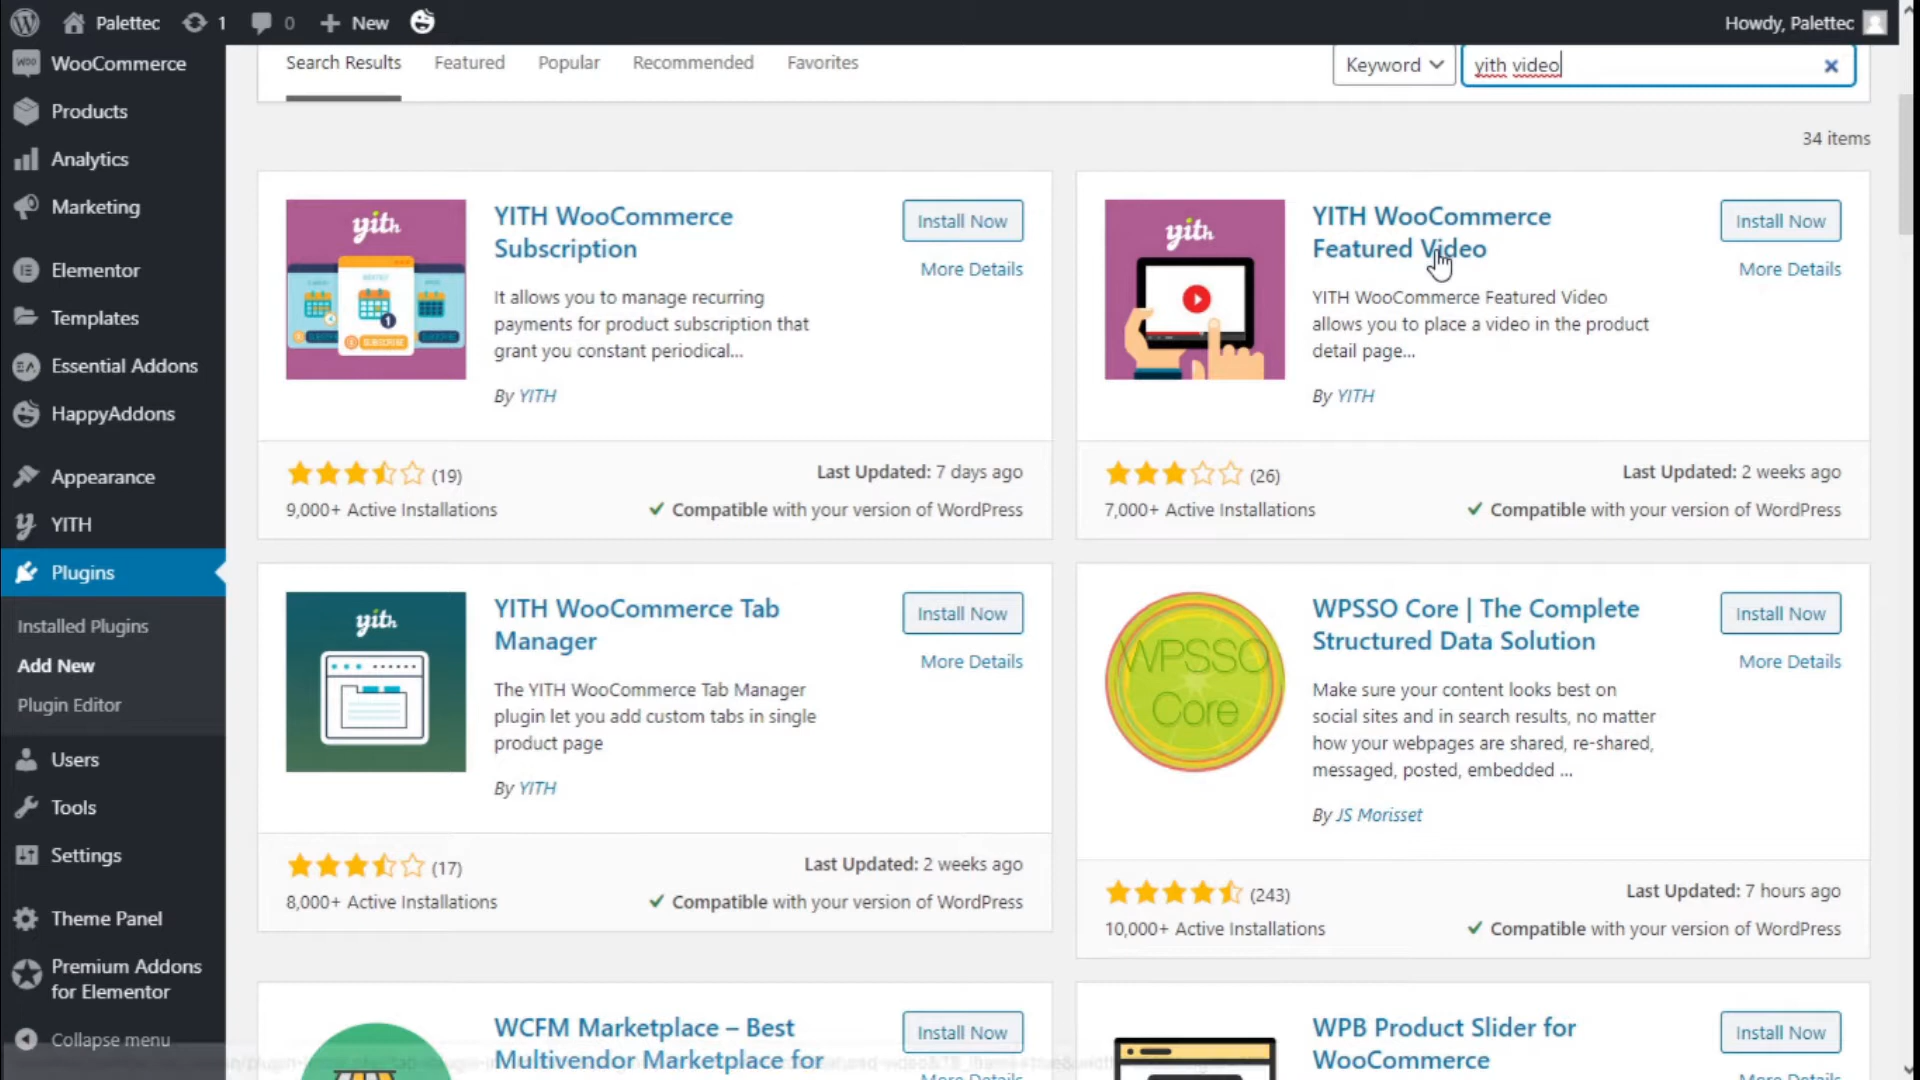 Palettec 1 0 New Howdy, Palettec
WooCommerce
Products
Analytics
Marketing
Elementor
Templates
Essential Addons
HappyAddons
Appearance
YITH
Plugins
Installed Plugins
Add New
Plugin Editor
Users
Tools
Settings
Theme Panel
Premium Addons
for Elementor
Collapse menu
Search Results Featured Popular Recommended Favorites Keyword yith video
34 items
yith
YITH WooCommerce
Subscription
Install Now
More Details
It allows you to manage recurring
payments for product subscription that
grant you constant periodical...
By YITH
(19)
Last Updated: 7 days ago
9,000+ Active Installations
Compatible with your version of WordPress
yith
YITH WooCommerce
Featured Video
Install Now
More Details
YITH WooCommerce Featured Video
allows you to place a video in the product
detail page...
By YITH
(26)
Last Updated: 2 weeks ago
7,000+ Active Installations
Compatible with your version of WordPress
yith
YITH WooCommerce Tab
Manager
Install Now
More Details
The YITH WooCommerce Tab Manager
plugin let you add custom tabs in single
product page
By YITH
(17)
Last Updated: 2 weeks ago
8,000+ Active Installations
Compatible with your version of WordPress
WPSSO
Core
WPSSO Core | The Complete
Structured Data Solution
Install Now
More Details
Make sure your content looks best on
social sites and in search results, no matter
how your webpages are shared, re-shared,
messaged, posted, embedded ...
By JS Morisset
(243)
Last Updated: 7 hours ago
10,000+ Active Installations
Compatible with your version of WordPress
WCFM Marketplace – Best
Multivendor Marketplace for
Install Now
More Details
WPB Product Slider for
WooCommerce
Install Now
More Details